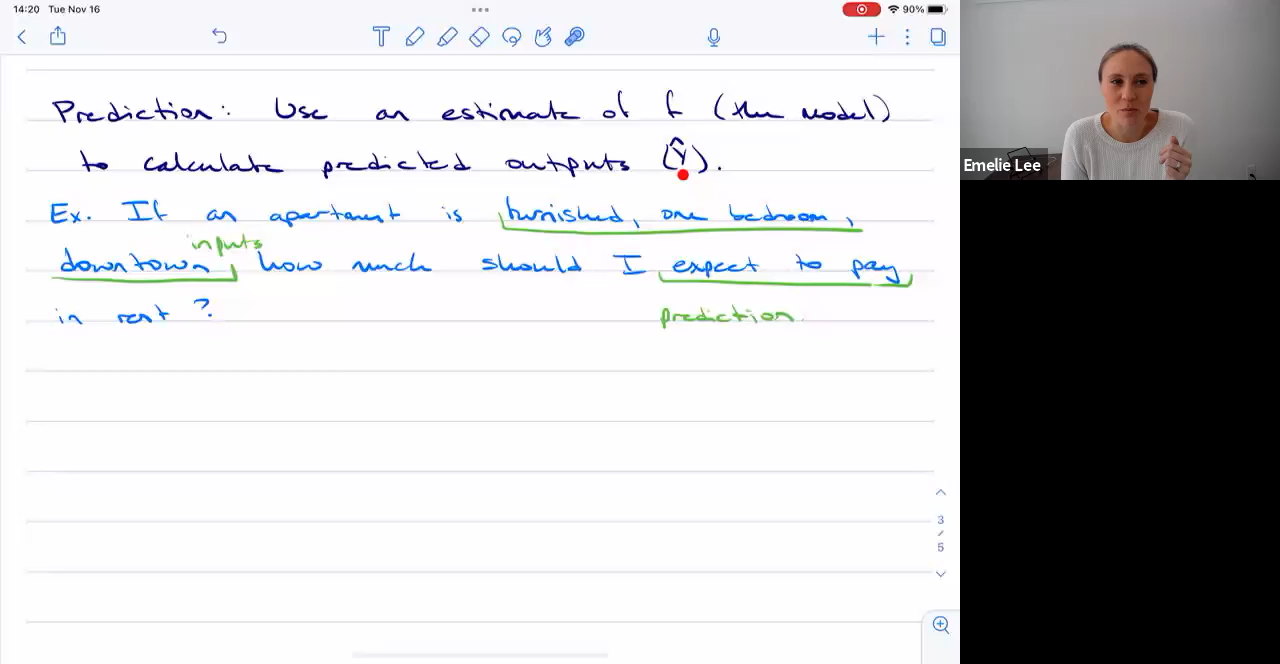 14:20 Tue Nov 16
90%
Prediction: Use an estimate of f (the model)
to calculate predicted outputs (Ŷ).
Ex. If an apartment is furnished, one bedroom,
inputs
downtown how much should I expect to pay
in rent?
prediction.
Emelie Lee
3
/
5